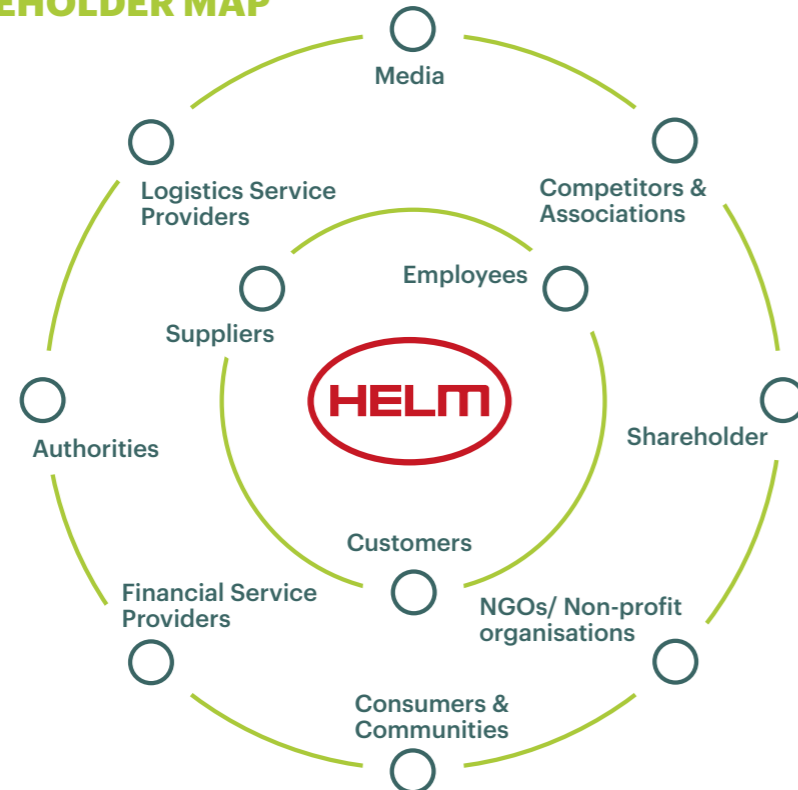 EHOLDER MAP
Media
Logistics Service
Providers
Competitors &
Associations
Employees
Suppliers
HELM
Authorities
Shareholder
Customers
Financial Service
Providers
NGOs/ Non-profit
organisations
Consumers &
Communities